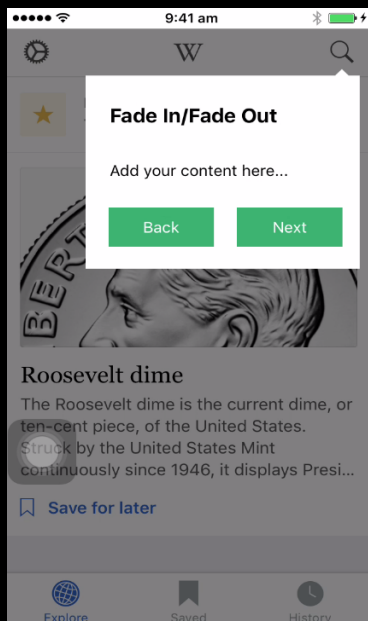 9:41 am
W
Fade In/Fade Out
Add your content here...
Back
Next
BER
Roosevelt dime
The Roosevelt dime is the current dime, or
ten-cent piece, of the United States.
Struck by the United States Mint
continuously since 1946, it displays Presi...
Save for later
Explore
Saved
History